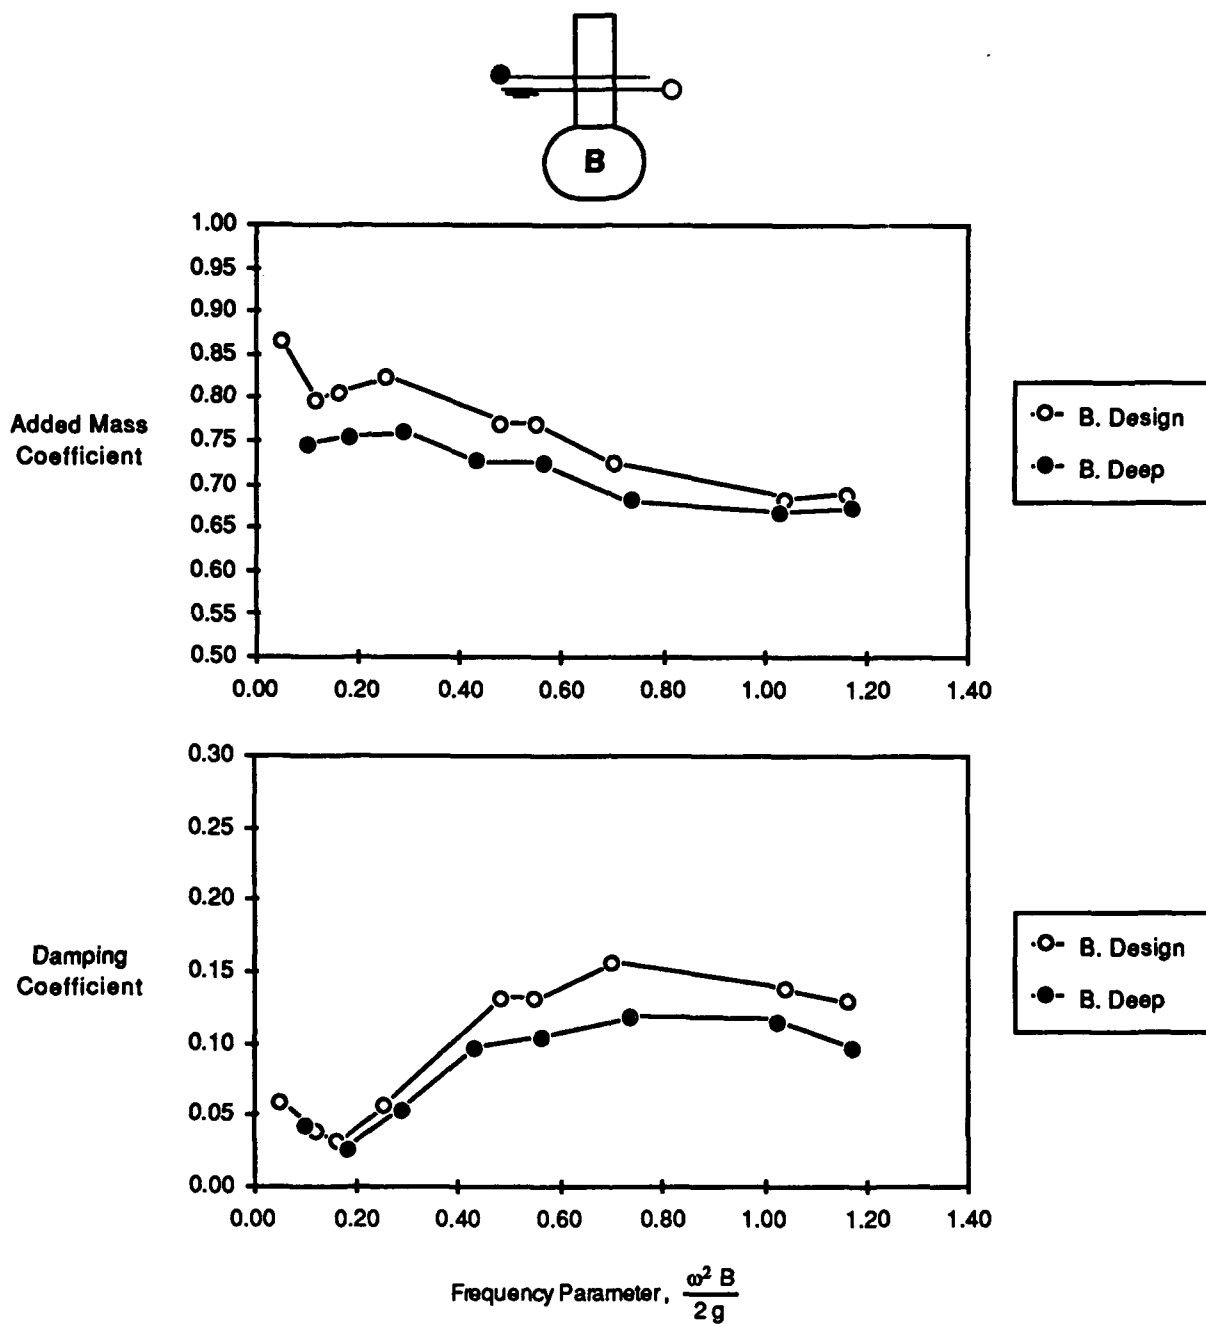 B
1.00
0.95
0.90
0.85
0.80
0.75
0.70
0.65
0.60
0.55
0.50
Added Mass
Coefficient
0.00 0.20 0.40 0.60 0.80 1.00 1.20 1.40
B. Design
B. Deep
0.30
0.25
0.20
0.15
0.10
0.05
0.00
Damping
Coefficient
0.00 0.20 0.40 0.60 0.80 1.00 1.20 1.40
B. Design
B. Deep
Frequency Parameter, ω² B
2 g